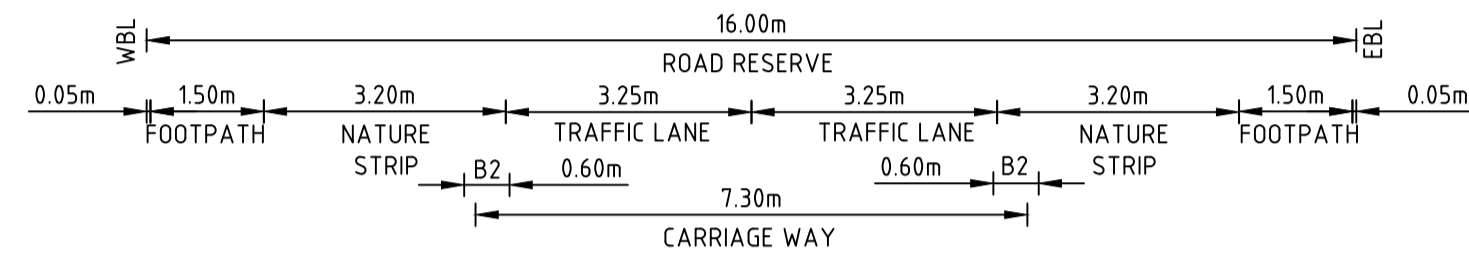 WBL
16.00m
EBL
ROAD RESERVE
0.05m 1.50m 3.20m 3.25m 3.25m 3.20m 1.50m 0.05m
FOOTPATH NATURE STRIP TRAFFIC LANE TRAFFIC LANE NATURE STRIP FOOTPATH
B2 0.60m 0.60m B2
7.30m
CARRIAGE WAY